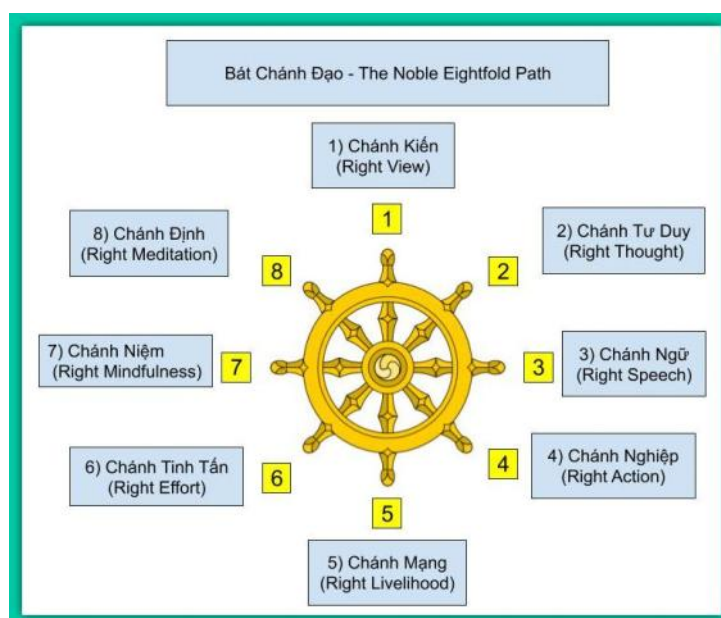 Bát Chánh Đạo - The Noble Eightfold Path
1) Chánh Kiến
(Right View)
1
2) Chánh Tư Duy
(Right Thought)
2
3) Chánh Ngữ
(Right Speech)
3
4) Chánh Nghiệp
(Right Action)
4
5
5) Chánh Mạng
(Right Livelihood)
6) Chánh Tinh Tấn
(Right Effort)
6
7) Chánh Niệm
(Right Mindfulness)
7
8) Chánh Định
(Right Meditation)
8